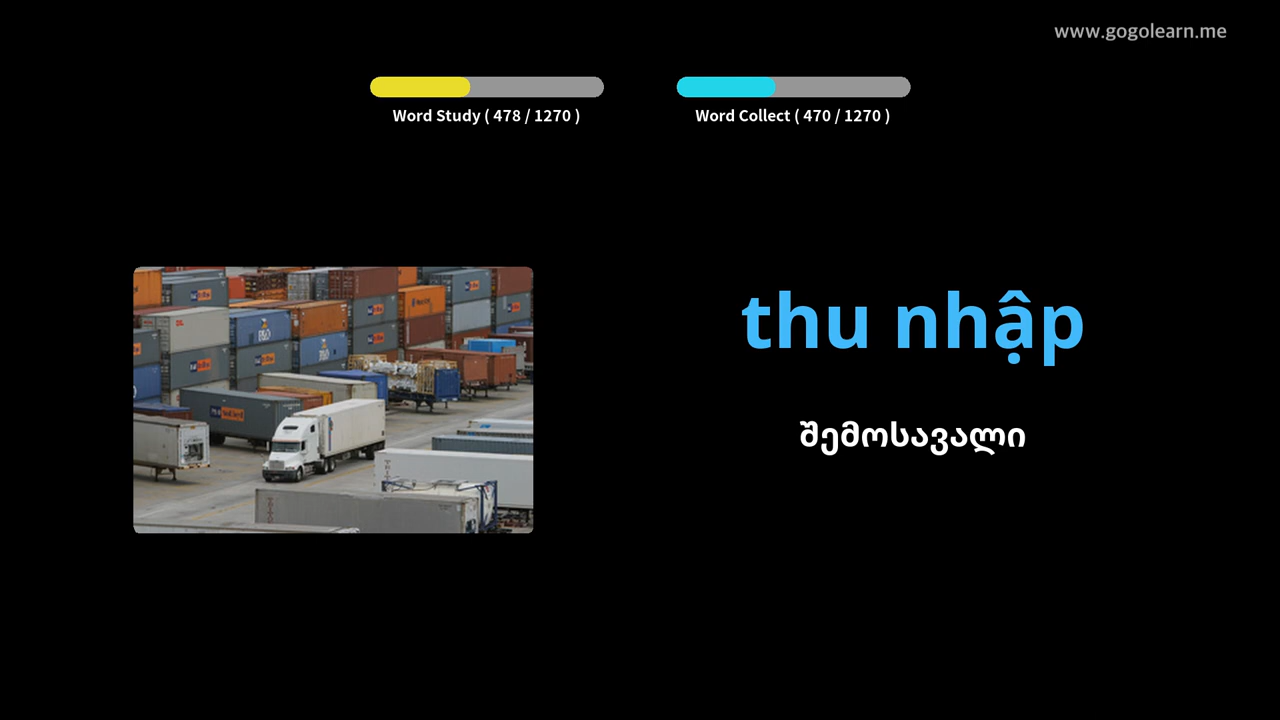 www.gogolearn.me
Word Study ( 478 / 1270 )
Word Collect ( 470 / 1270 )
thu nhập
შემოსავალი